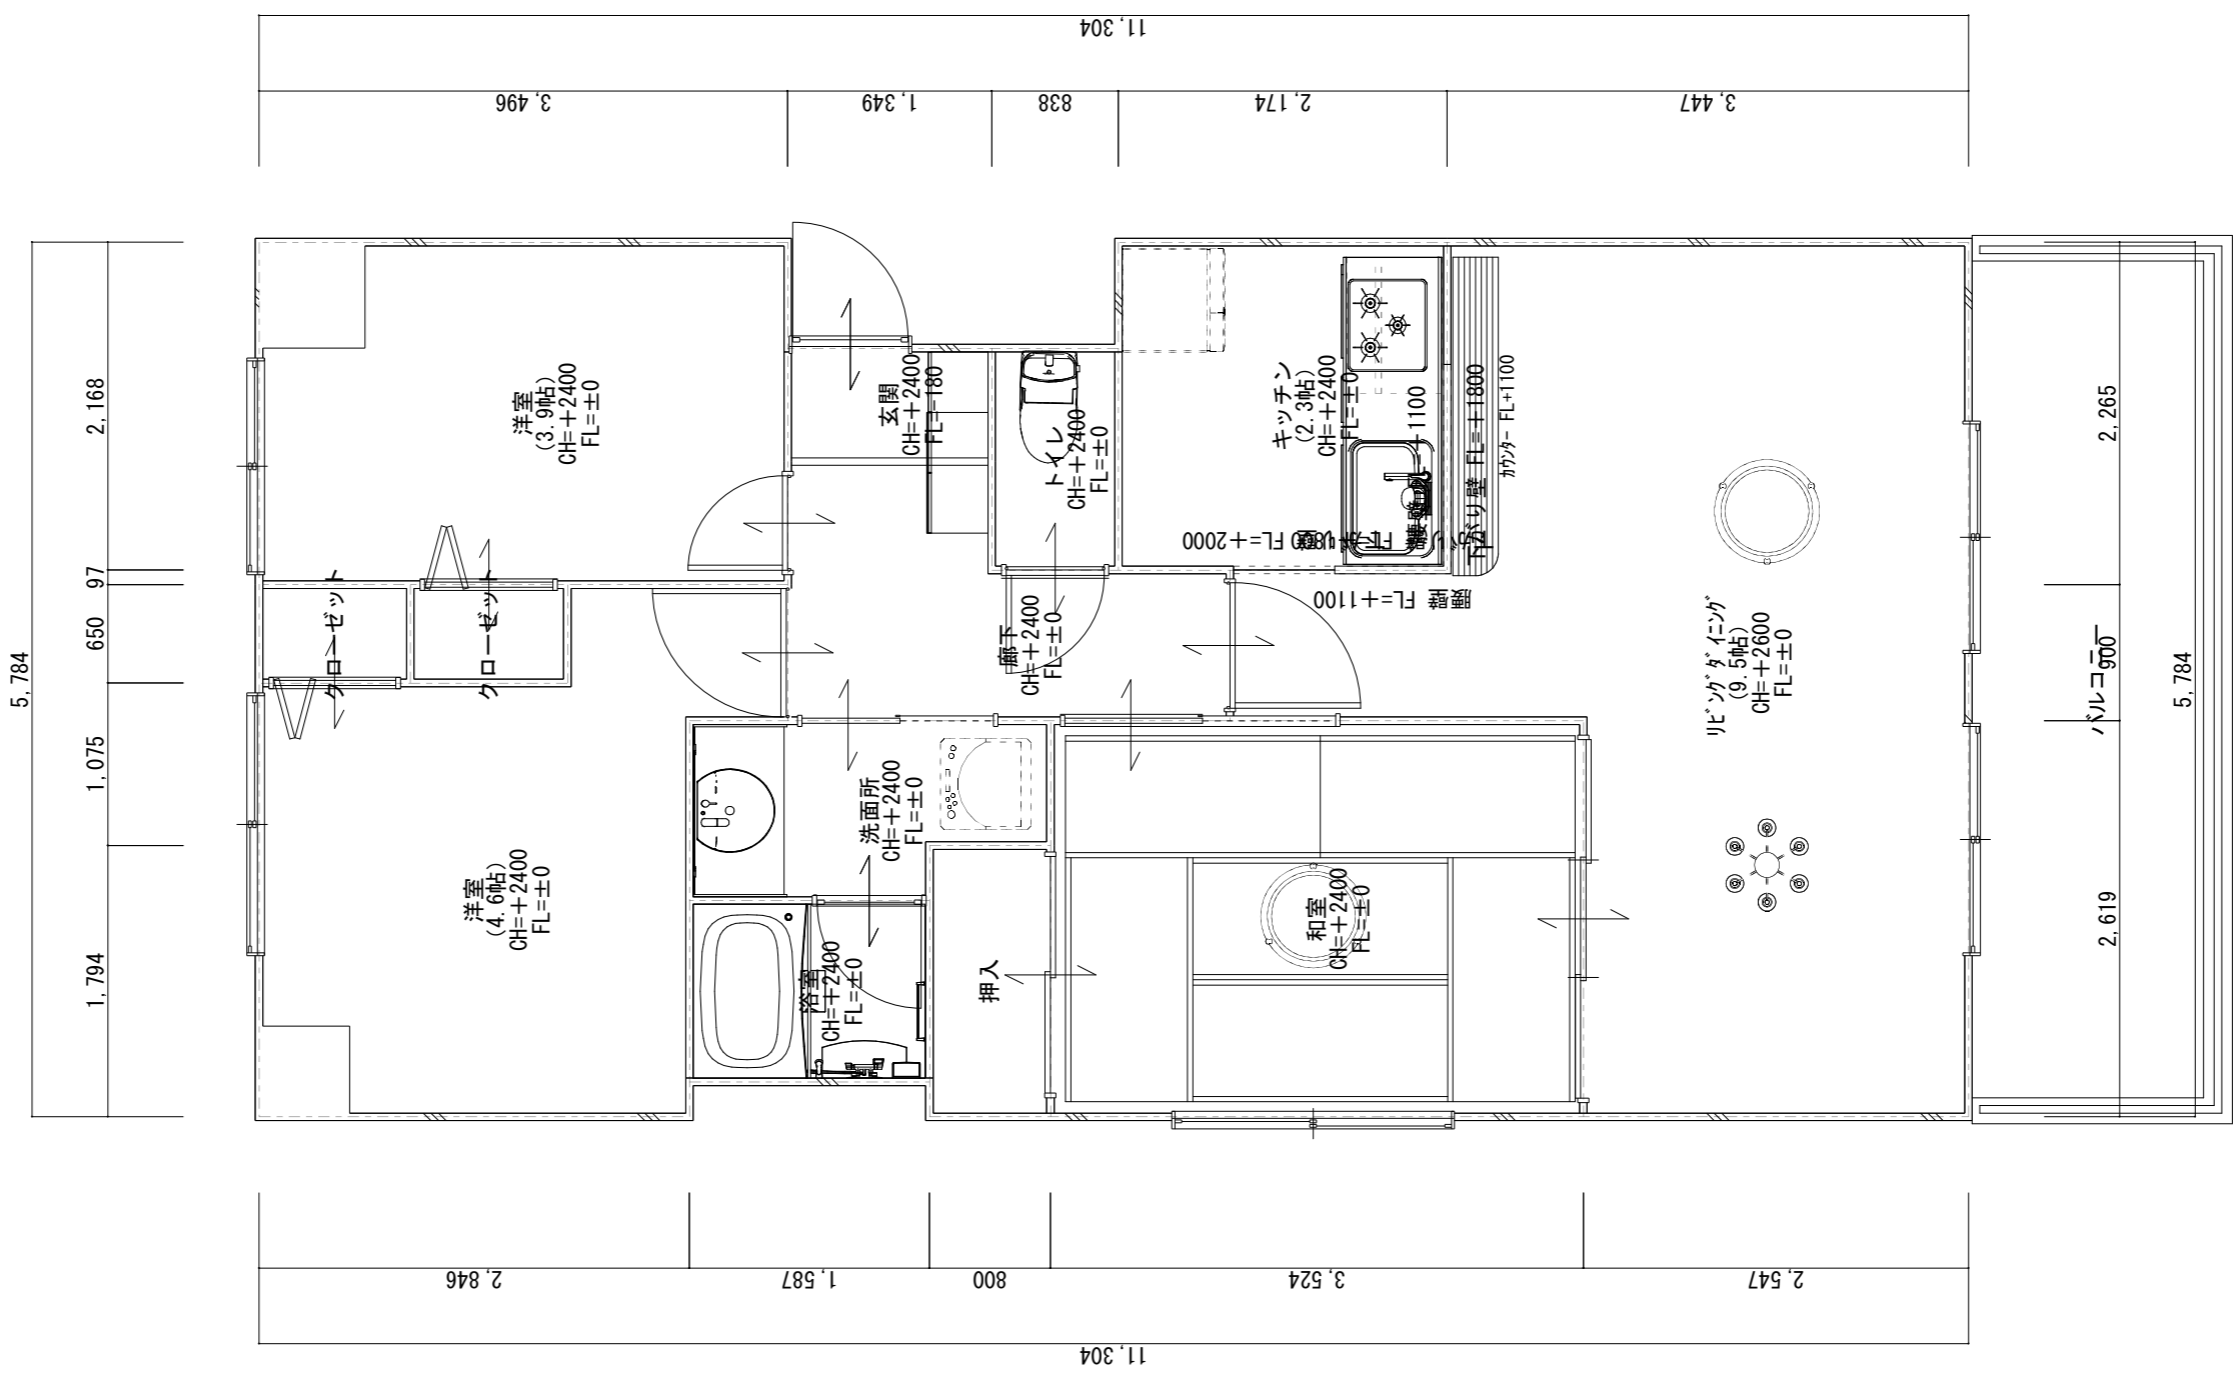 11,304
3,496
1,349
838
2,174
3,447
5,784
2,168
97
650
1,075
1,794
洋室
(3.9帖)
CH=+2400
FL=±0
玄関
CH=+2400
FL=-180
トイレ
CH=+2400
FL=±0
キッチン
(2.3帖)
CH=+2400
FL=±0
下がり壁 FL=+1800
カウンター FL+1100
FL=+2000
腰壁 FL=+1100
クローゼット
クローゼット
廊下
CH=+2400
FL=±0
リビングダイニング
(9.5帖)
CH=+2600
FL=±0
バルコニー
2,265
900
2,619
5,784
洋室
(4.6帖)
CH=+2400
FL=±0
洗面所
CH=+2400
FL=±0
浴室
CH=+2400
FL=±0
押入
和室
CH=+2400
FL=±0
2,846
1,587
800
3,524
2,547
11,304